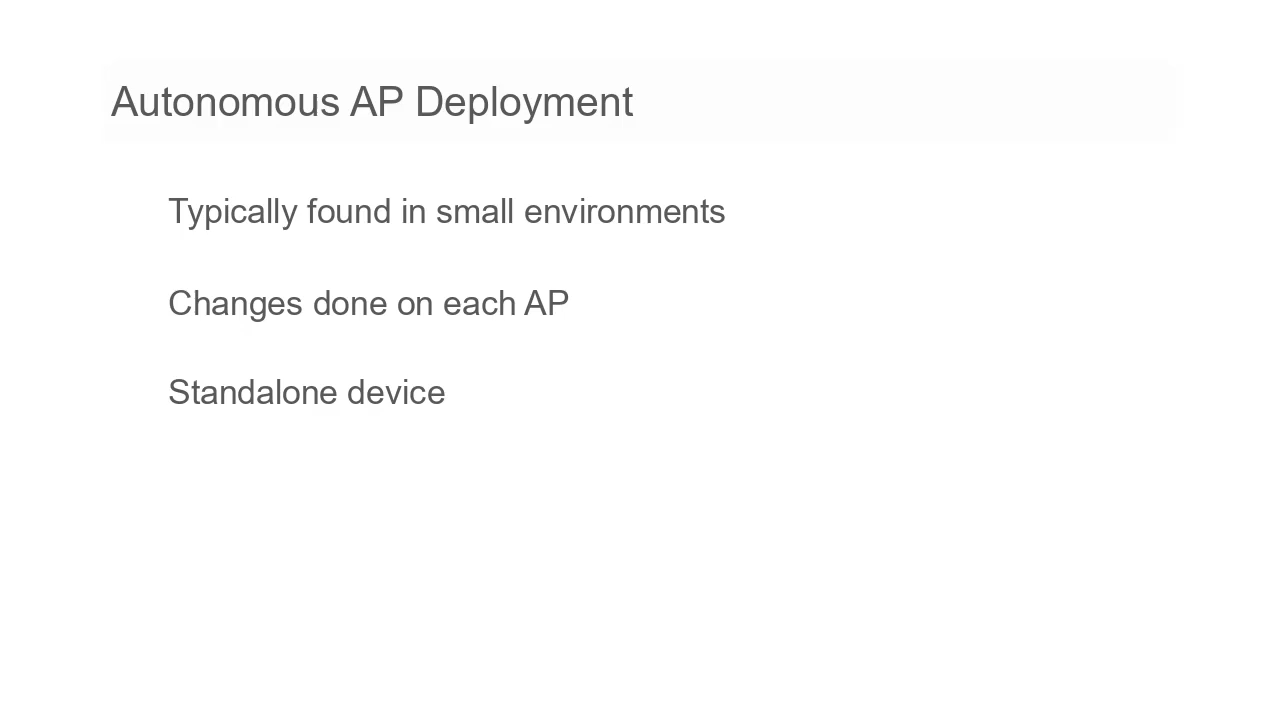 Autonomous AP Deployment
Typically found in small environments
Changes done on each AP
Standalone device